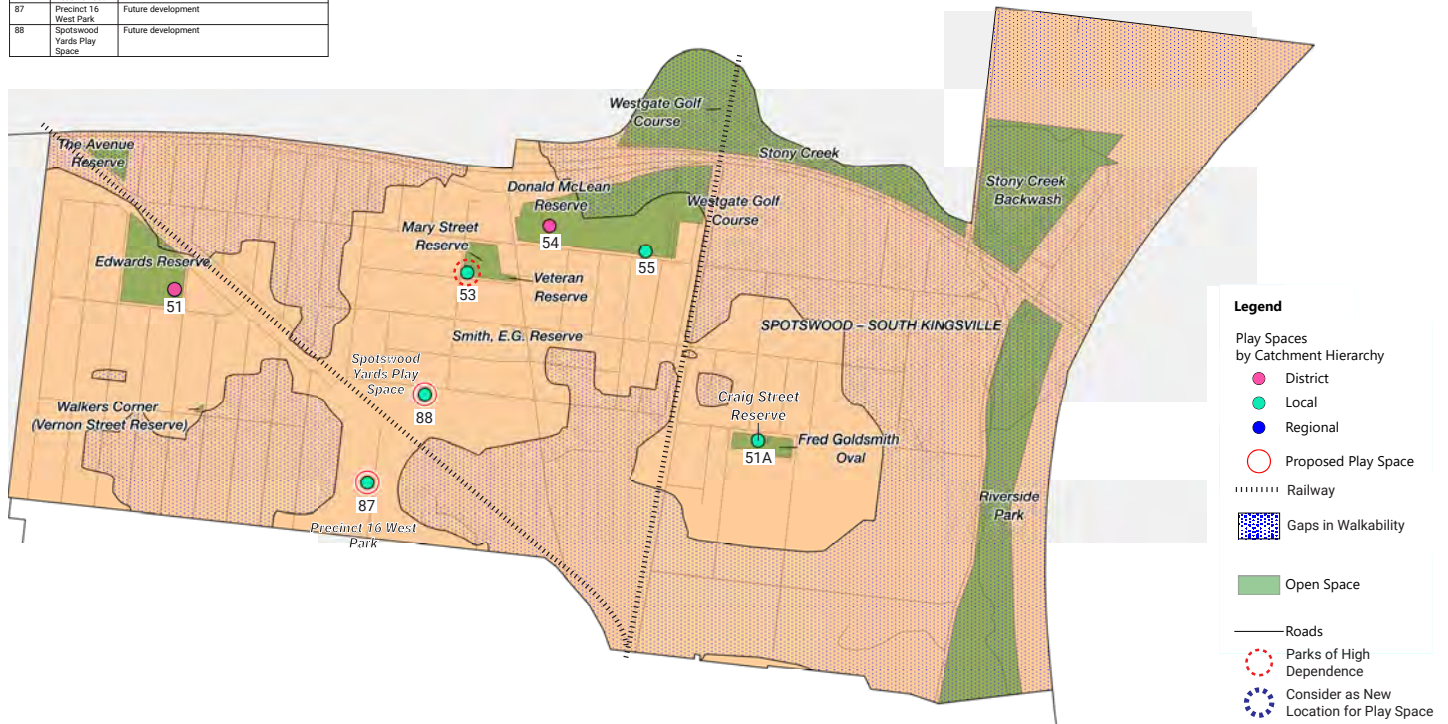 87 Precinct 16 West Park Future development
88 Spotswood Yards Play Space Future development
Westgate Golf
Course
The Avenue
Reserve
Stony Creek
Donald McLean
Reserve
Stony Creek
Backwash
Westgate Golf
Course
Mary Street
Reserve
54
Edwards Reserve
55
Veteran
Reserve
53
51
SPOTSWOOD – SOUTH KINGSVILLE
Smith, E.G. Reserve
Spotswood
Yards Play
Space
88
Craig Street
Reserve
Walkers Corner
(Vernon Street Reserve)
Fred Goldsmith
Oval
51A
87
Riverside
Park
Precinct 16 West
Park
Legend
Play Spaces
by Catchment Hierarchy
District
Local
Regional
Proposed Play Space
Railway
Gaps in Walkability
Open Space
Roads
Parks of High
Dependence
Consider as New
Location for Play Space